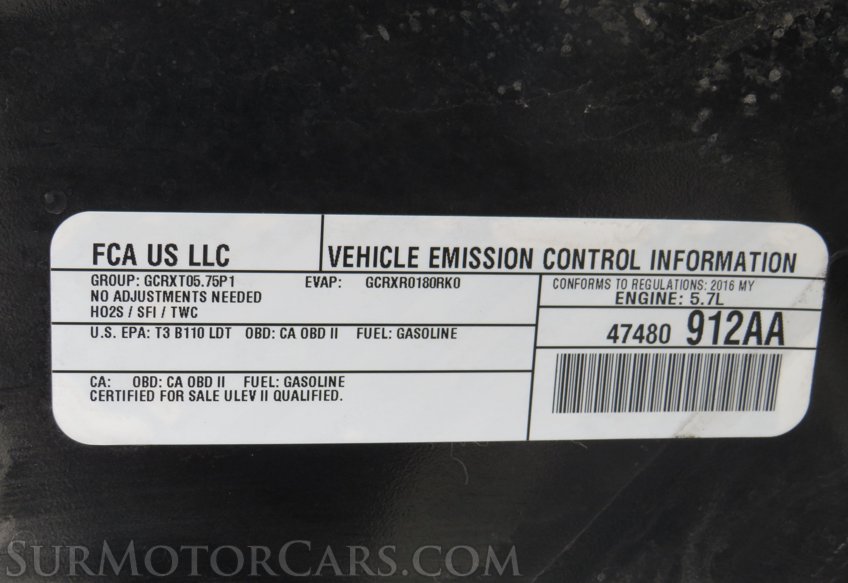 FCA US LLC
VEHICLE EMISSION CONTROL INFORMATION
GROUP: GCRXT05.75P1 EVAP: GCRXR0180RK0
NO ADJUSTMENTS NEEDED
HO2S / SFI / TWC
CONFORMS TO REGULATIONS: 2016 MY
ENGINE: 5.7L
U.S. EPA: T3 B110 LDT OBD: CA OBD II FUEL: GASOLINE
47480 912AA
CA: OBD: CA OBD II FUEL: GASOLINE
CERTIFIED FOR SALE ULEV II QUALIFIED.
SURMOTORCARS.COM